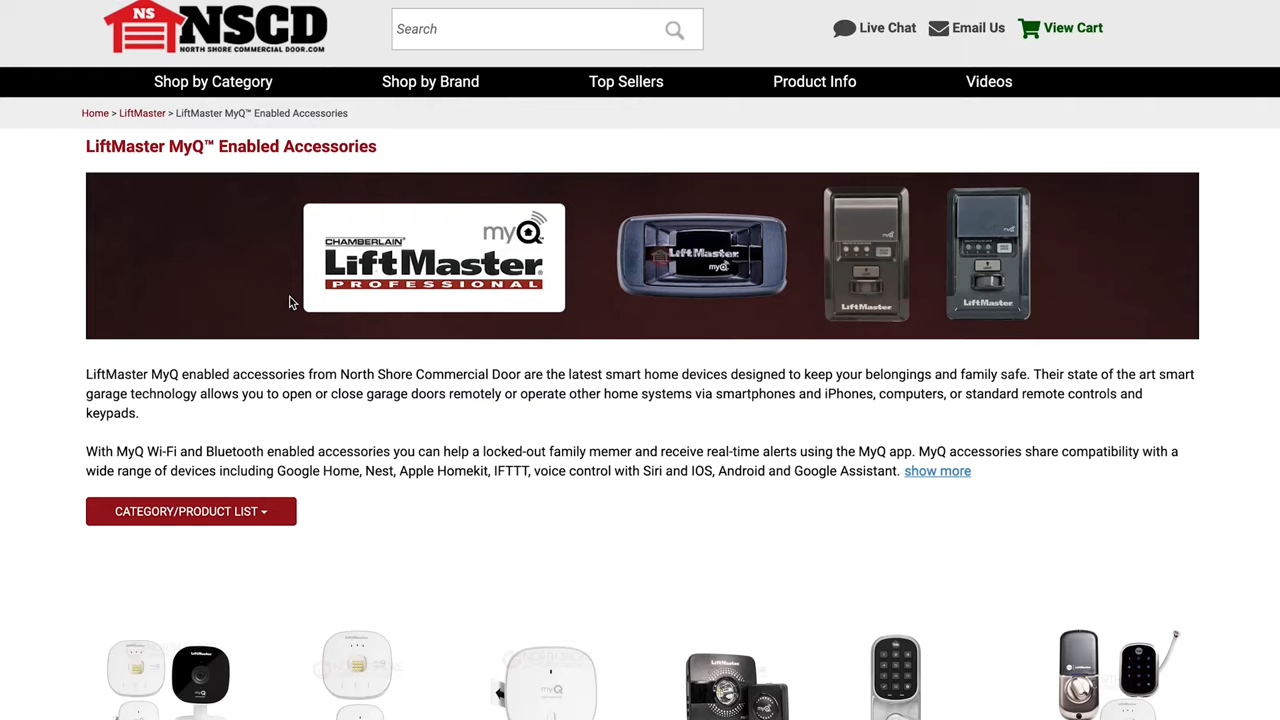 NS
NSCD
NORTH SHORE COMMERCIAL DOOR.COM
Search
Live Chat
Email Us
View Cart
Shop by Category
Shop by Brand
Top Sellers
Product Info
Videos
Home > LiftMaster > LiftMaster MyQ™ Enabled Accessories
LiftMaster MyQ™ Enabled Accessories
myQ
CHAMBERLAIN®
LiftMaster®
PROFESSIONAL
LiftMaster
myQ
LiftMaster
LiftMaster
LiftMaster MyQ enabled accessories from North Shore Commercial Door are the latest smart home devices designed to keep your belongings and family safe. Their state of the art smart
garage technology allows you to open or close garage doors remotely or operate other home systems via smartphones and iPhones, computers, or standard remote controls and
keypads.
With MyQ Wi-Fi and Bluetooth enabled accessories you can help a locked-out family memer and receive real-time alerts using the MyQ app. MyQ accessories share compatibility with a
wide range of devices including Google Home, Nest, Apple Homekit, IFTTT, voice control with Siri and IOS, Android and Google Assistant. show more
CATEGORY/PRODUCT LIST
LiftMaster
myQ
myQ
LiftMaster
myQ